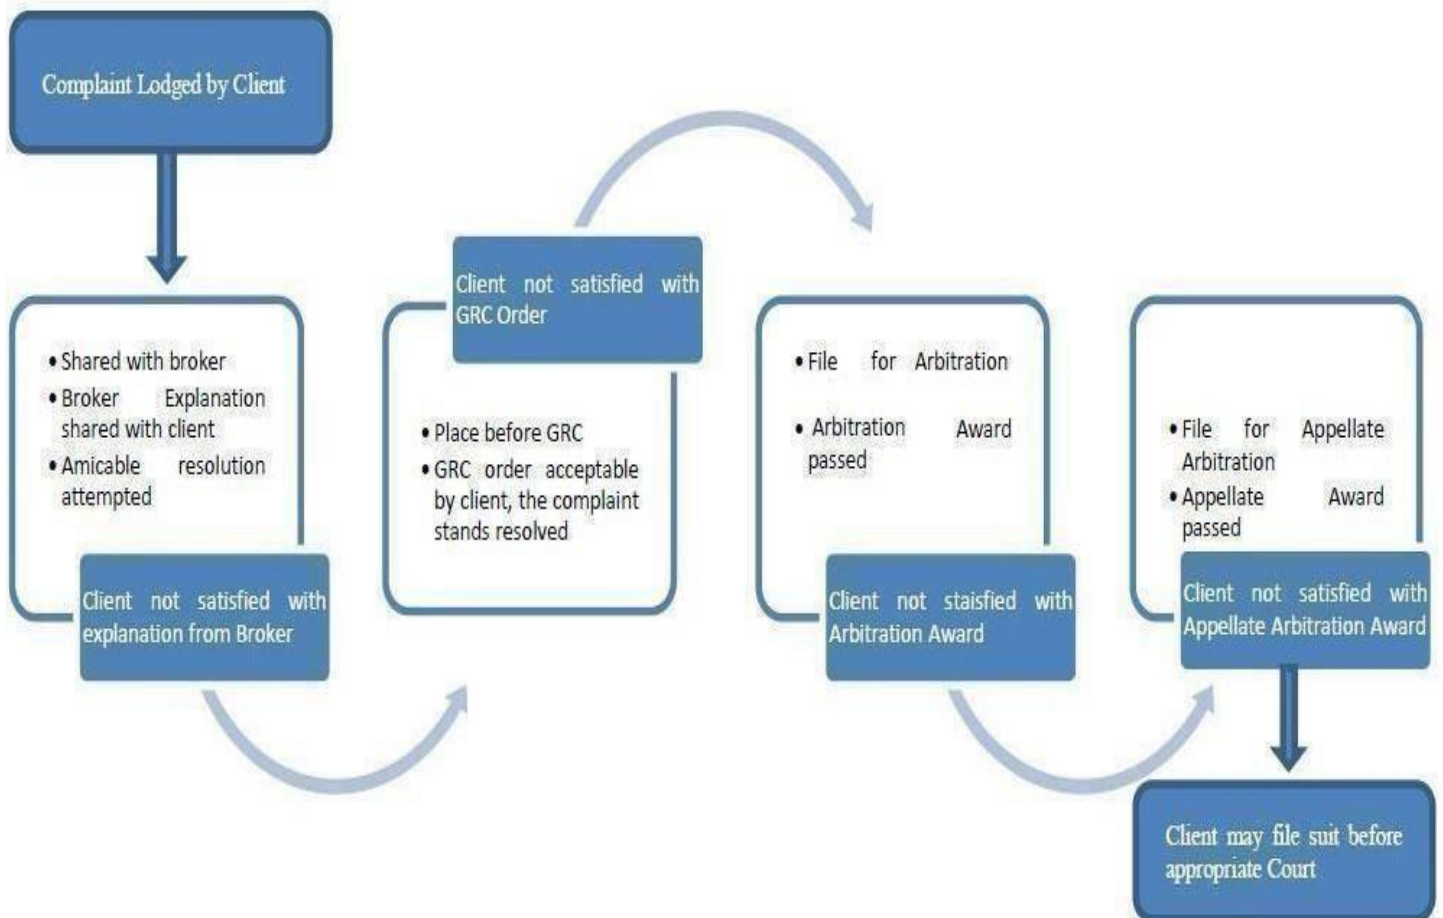 Complaint Lodged by Client
• Shared with broker
• Broker Explanation
shared with client
• Amicable resolution
attempted
Client not satisfied with
explanation from Broker
Client not satisfied with
GRC Order
• Place before GRC
• GRC order acceptable
by client, the complaint
stands resolved
• File for Arbitration
• Arbitration Award
passed
Client not staisfied with
Arbitration Award
• File for Appellate
Arbitration
• Appellate Award
passed
Client not satisfied with
Appellate Arbitration Award
Client may file suit before
appropriate Court